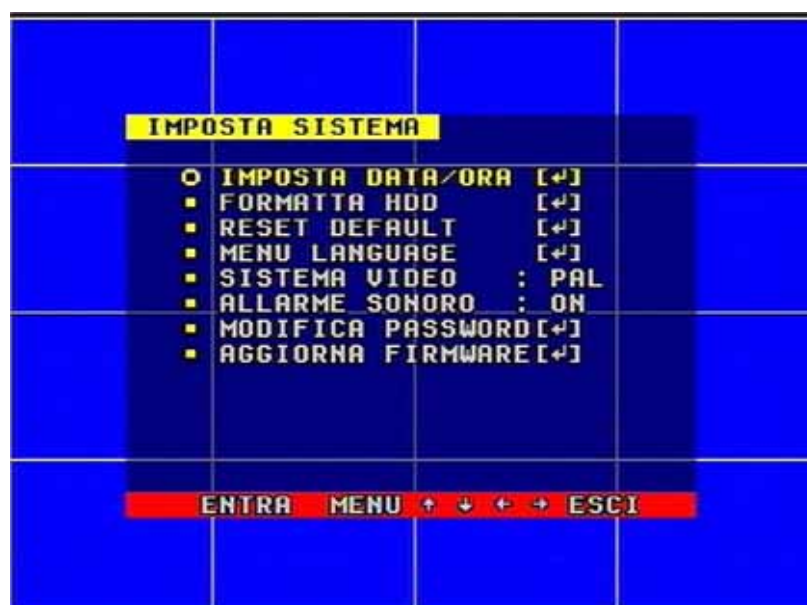 IMPOSTA SISTEMA
IMPOSTA DATA/ORA [↵]
FORMATTA HDD [↵]
RESET DEFAULT [↵]
MENU LANGUAGE [↵]
SISTEMA VIDEO : PAL
ALLARME SONORO : ON
MODIFICA PASSWORD[↵]
AGGIORNA FIRMWARE[↵]
ENTRA MENU ↑ ↓ ← → ESCI